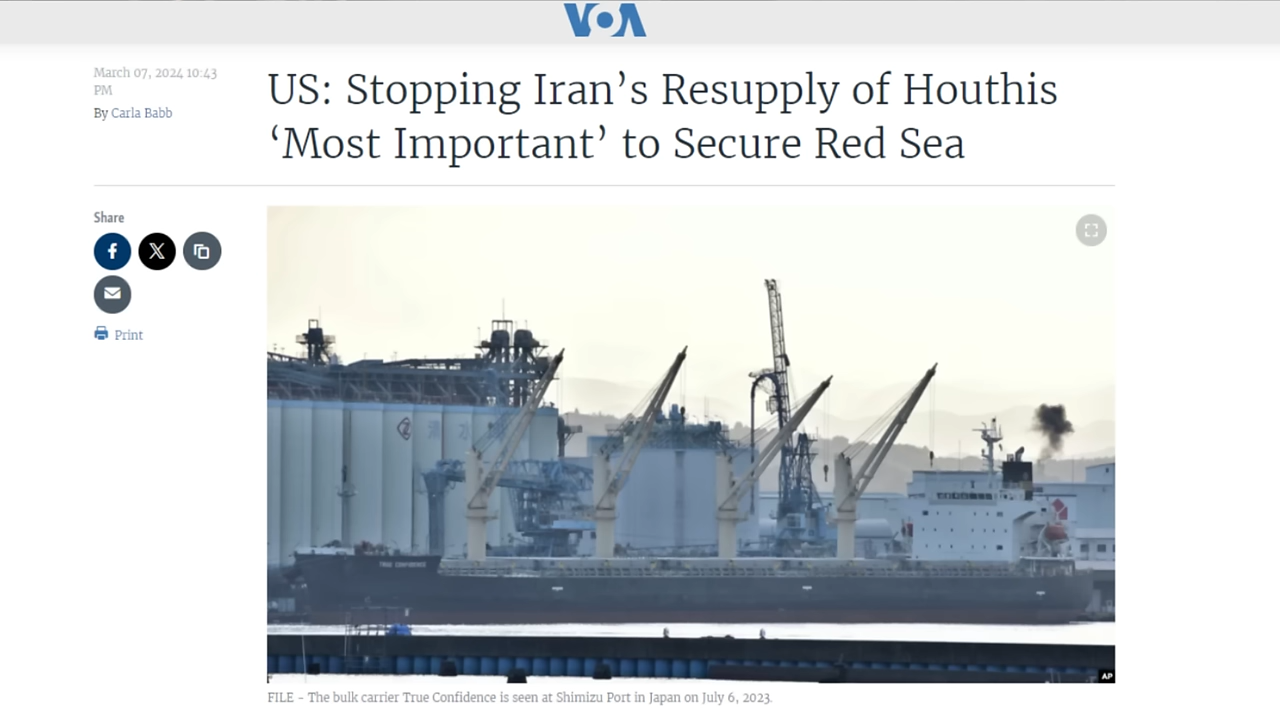 VOA
March 07, 2024 10:43
PM
By Carla Babb
US: Stopping Iran’s Resupply of Houthis
‘Most Important’ to Secure Red Sea
Share
Print
TRUE CONFIDENCE
AP
FILE - The bulk carrier True Confidence is seen at Shimizu Port in Japan on July 6, 2023.